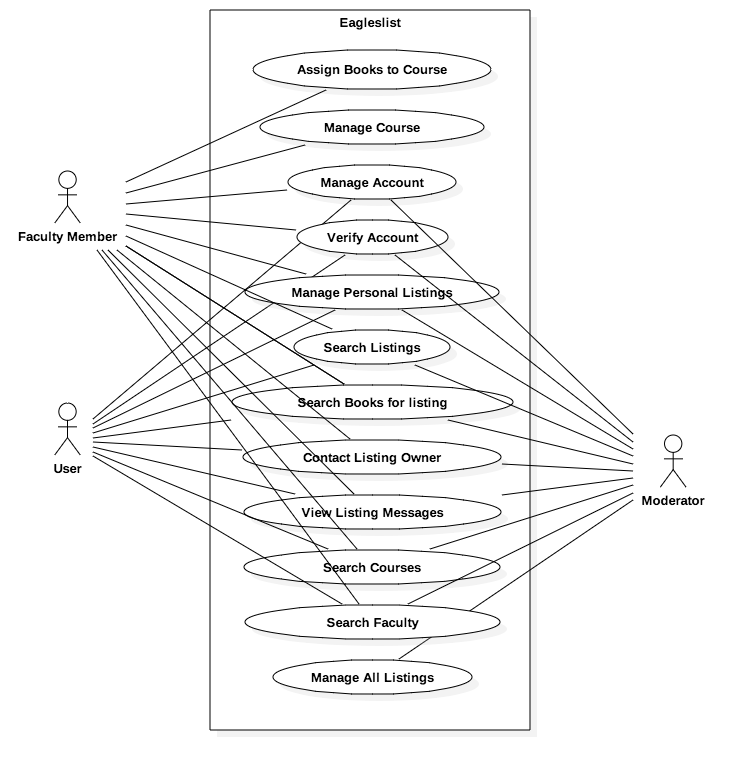 Eagleslist
Assign Books to Course
Manage Course
Manage Account
Verify Account
Faculty Member
Manage Personal Listings
Search Listings
Search Books for listing
Contact Listing Owner
User
View Listing Messages
Moderator
Search Courses
Search Faculty
Manage All Listings